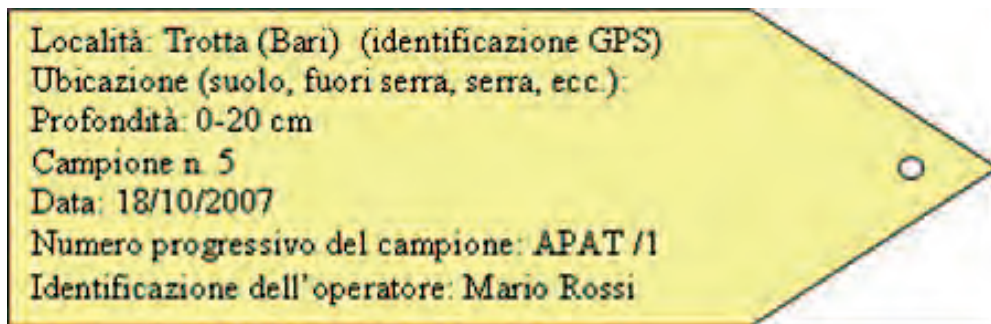 Località: Trotta (Bari) (identificazione GPS)
Ubicazione (suolo, fuori serra, serra, ecc.):
Profondità: 0-20 cm
Campione n. 5
Data: 18/10/2007
Numero progressivo del campione: APAT /1
Identificazione dell'operatore: Mario Rossi